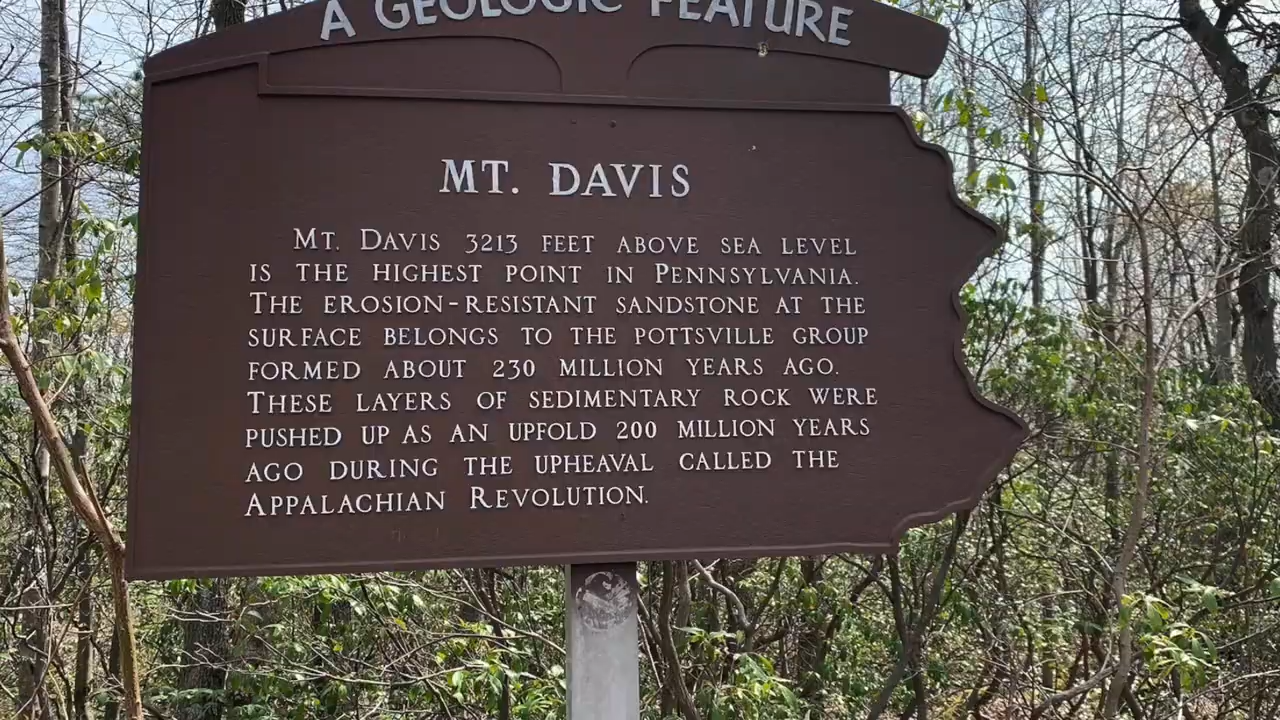 A GEOLOGIC FEATURE
MT. DAVIS
MT. DAVIS 3213 FEET ABOVE SEA LEVEL
IS THE HIGHEST POINT IN PENNSYLVANIA.
THE EROSION-RESISTANT SANDSTONE AT THE
SURFACE BELONGS TO THE POTTSVILLE GROUP
FORMED ABOUT 230 MILLION YEARS AGO.
THESE LAYERS OF SEDIMENTARY ROCK WERE
PUSHED UP AS AN UPFOLD 200 MILLION YEARS
AGO DURING THE UPHEAVAL CALLED THE
APPALACHIAN REVOLUTION.